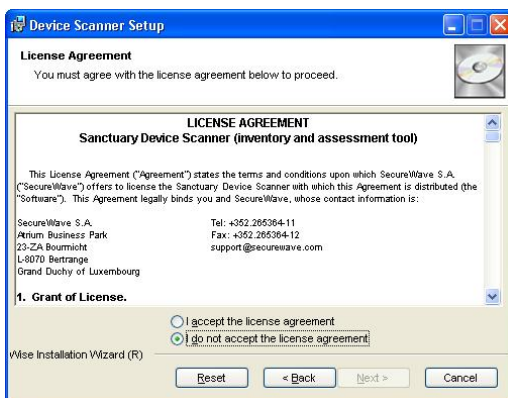 Device Scanner Setup
License Agreement
You must agree with the license agreement below to proceed.
LICENSE AGREEMENT
Sanctuary Device Scanner (inventory and assessment tool)
This License Agreement ("Agreement") states the terms and conditions upon which SecureWave S.A.
("SecureWave") offers to license the Sanctuary Device Scanner with which this Agreement is distributed (the
"Software"). This Agreement legally binds you and SecureWave, whose contact information is:
SecureWave S.A. Tel: +352.265364-11
Atrium Business Park Fax: +352.265364-12
23-ZA Bourmicht support@securewave.com
L-8070 Bertrange
Grand Duchy of Luxembourg
1. Grant of License.
I accept the license agreement
I do not accept the license agreement
Wise Installation Wizard (R)
Reset < Back Next > Cancel